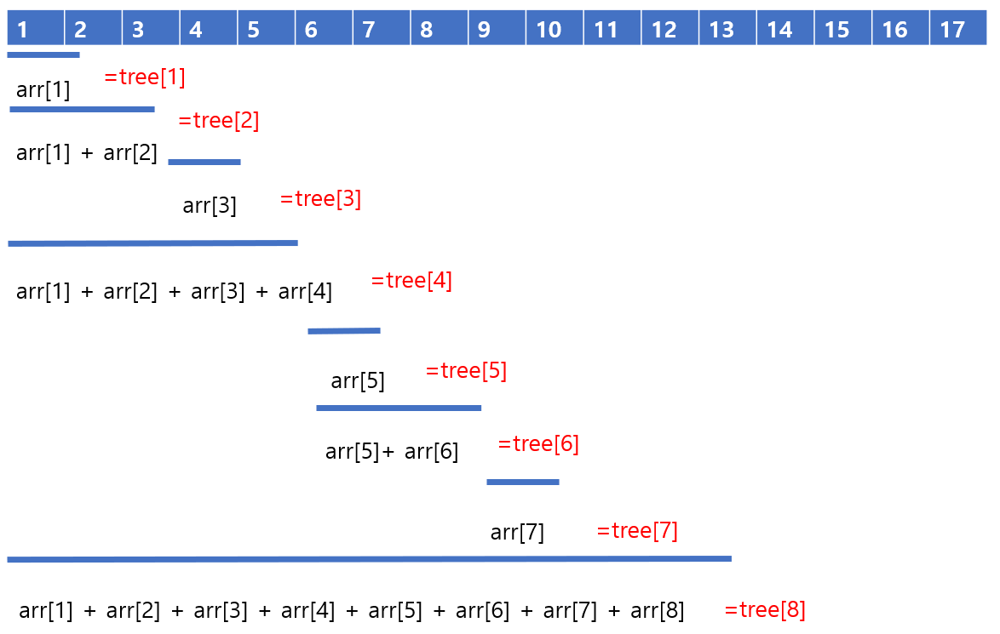 1 2 3 4 5 6 7 8 9 10 11 12 13 14 15 16 17
arr[1] =tree[1]
arr[1] + arr[2] =tree[2]
arr[3] =tree[3]
arr[1] + arr[2] + arr[3] + arr[4] =tree[4]
arr[5] =tree[5]
arr[5]+ arr[6] =tree[6]
arr[7] =tree[7]
arr[1] + arr[2] + arr[3] + arr[4] + arr[5] + arr[6] + arr[7] + arr[8] =tree[8]